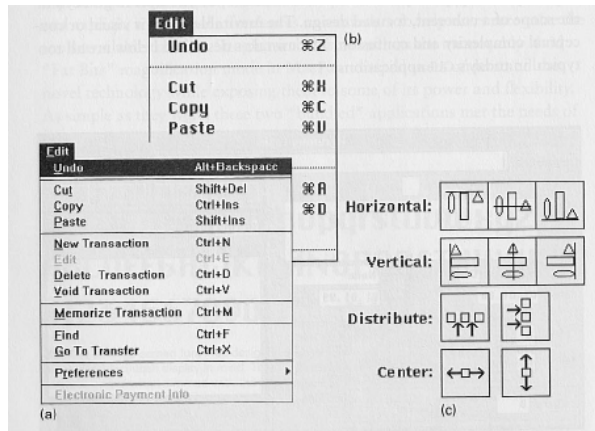 Edit
(b)
Undo ⌘Z
Cut ⌘X
Copy ⌘C
Paste ⌘V
⌘A
⌘D
Edit
Undo Alt+Backspace
Cut Shift+Del
Copy Ctrl+Ins
Paste Shift+Ins
New Transaction Ctrl+N
Edit Ctrl+E
Delete Transaction Ctrl+D
Void Transaction Ctrl+V
Memorize Transaction Ctrl+M
Find Ctrl+F
Go To Transfer Ctrl+X
Preferences
Electronic Payment Info
(a)
Horizontal:
Vertical:
Distribute:
Center:
(c)